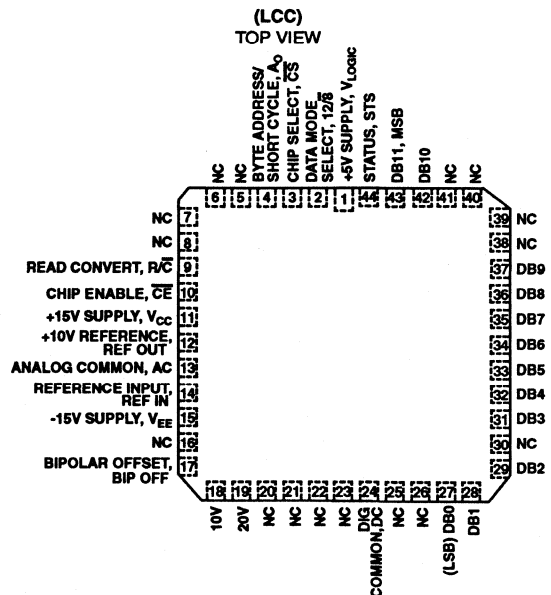 (LCC)
TOP VIEW
NC
NC
BYTE ADDRESS/
SHORT CYCLE, A₀
CHIP SELECT, C̅S̅
DATA MODE
SELECT, 12/8̅
+5V SUPPLY, VLOGIC
STATUS, STS
DB11, MSB
DB10
NC
NC
6 5 4 3 2 1 44 43 42 41 40
NC 7
NC 8
READ CONVERT, R/C̅ 9
CHIP ENABLE, C̅E̅ 10
+15V SUPPLY, VCC 11
+10V REFERENCE,
REF OUT 12
ANALOG COMMON, AC 13
REFERENCE INPUT,
REF IN 14
-15V SUPPLY, VEE 15
NC 16
BIPOLAR OFFSET,
BIP OFF 17
39 NC
38 NC
37 DB9
36 DB8
35 DB7
34 DB6
33 DB5
32 DB4
31 DB3
30 NC
29 DB2
18 19 20 21 22 23 24 25 26 27 28
10V
20V
NC
NC
NC
NC
DIG
COMMON,DC
NC
NC
(LSB) DB0
DB1